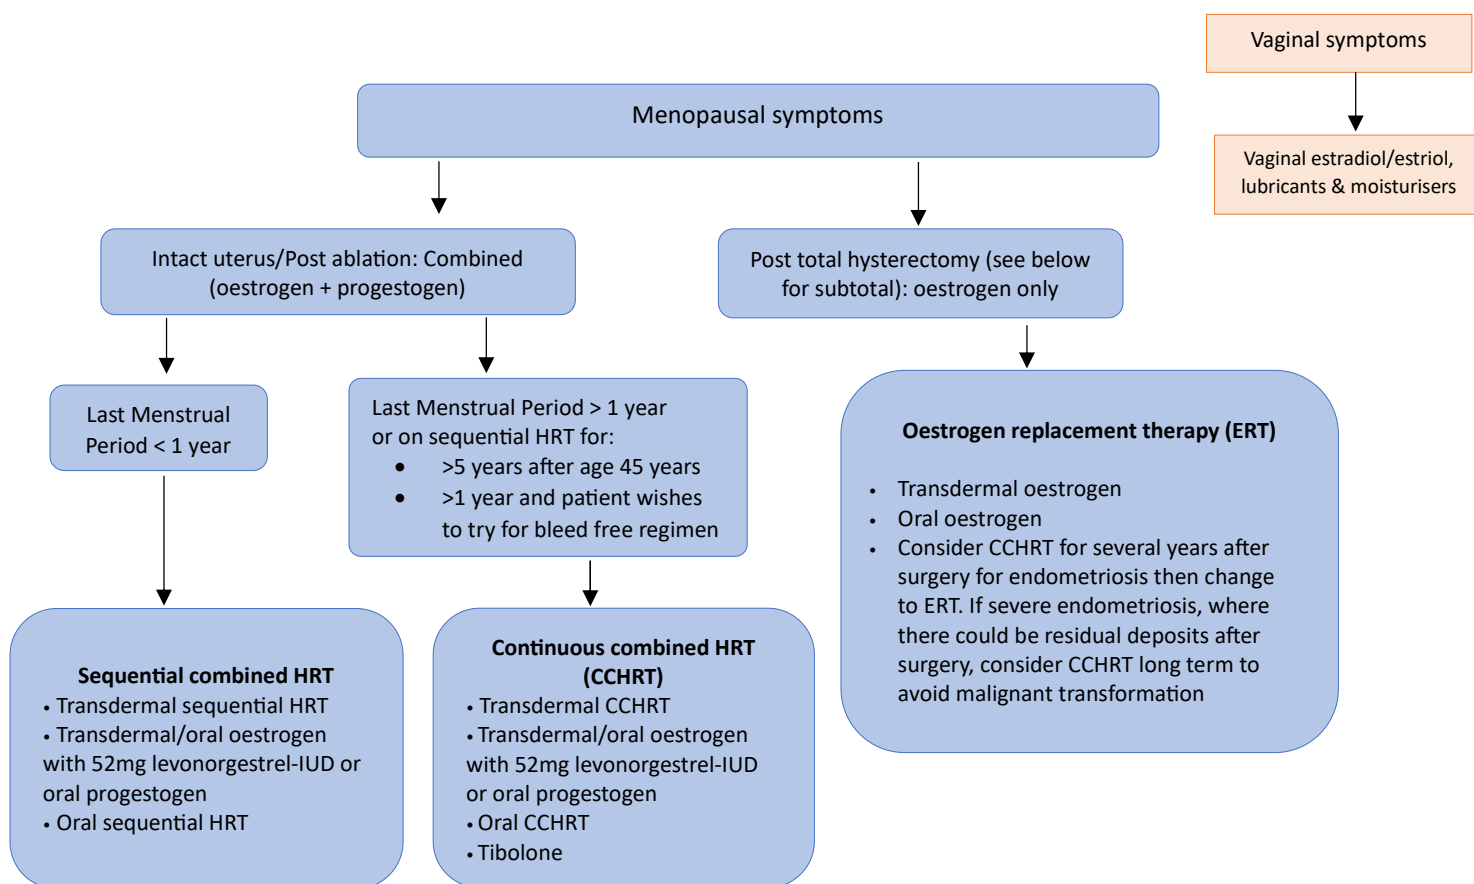 Vaginal symptoms
Vaginal estradiol/estriol,
lubricants & moisturisers
Menopausal symptoms
Intact uterus/Post ablation: Combined
(oestrogen + progestogen)
Post total hysterectomy (see below
for subtotal): oestrogen only
Last Menstrual
Period < 1 year
Last Menstrual Period > 1 year
or on sequential HRT for:
• >5 years after age 45 years
• >1 year and patient wishes
to try for bleed free regimen
Oestrogen replacement therapy (ERT)
• Transdermal oestrogen
• Oral oestrogen
• Consider CCHRT for several years after
surgery for endometriosis then change
to ERT. If severe endometriosis, where
there could be residual deposits after
surgery, consider CCHRT long term to
avoid malignant transformation
Sequential combined HRT
• Transdermal sequential HRT
• Transdermal/oral oestrogen
with 52mg levonorgestrel-IUD or
oral progestogen
• Oral sequential HRT
Continuous combined HRT
(CCHRT)
• Transdermal CCHRT
• Transdermal/oral oestrogen
with 52mg levonorgestrel-IUD
or oral progestogen
• Oral CCHRT
• Tibolone